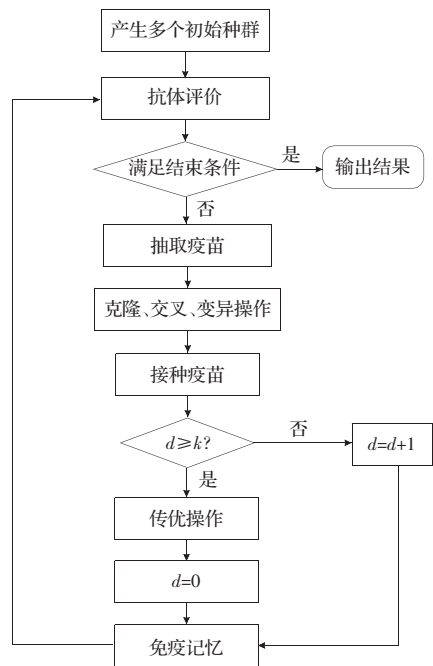 产生多个初始种群
抗体评价
满足结束条件
是
输出结果
否
抽取疫苗
克隆、交叉、变异操作
接种疫苗
d≥k?
否
d=d+1
是
传优操作
d=0
免疫记忆